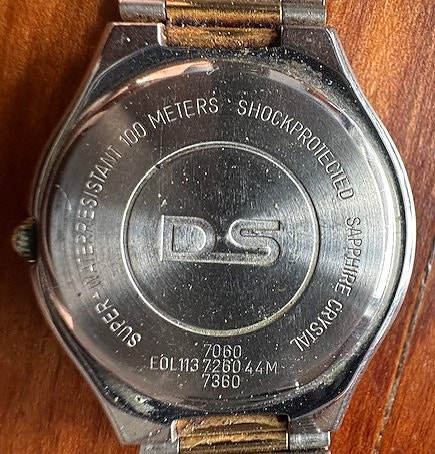 SUPER-WATERRESISTANT 100 METERS SHOCKPROTECTED SAPPHIRE CRYSTAL
DS
7060
EOL113 7260 44M
7360